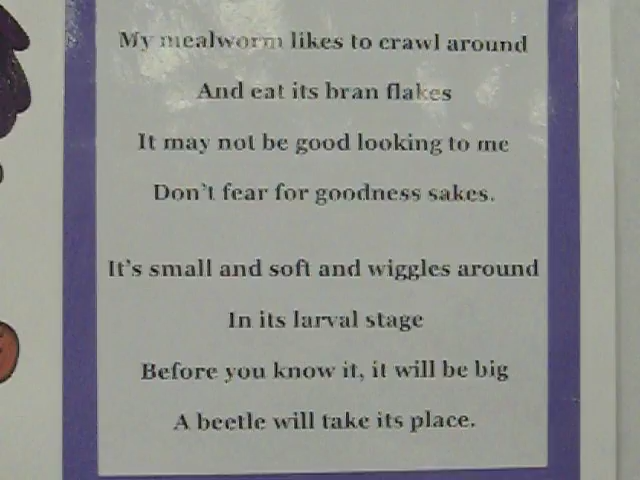 My mealworm likes to crawl around
And eat its bran flakes
It may not be good looking to me
Don't fear for goodness sakes.
It's small and soft and wiggles around
In its larval stage
Before you know it, it will be big
A beetle will take its place.